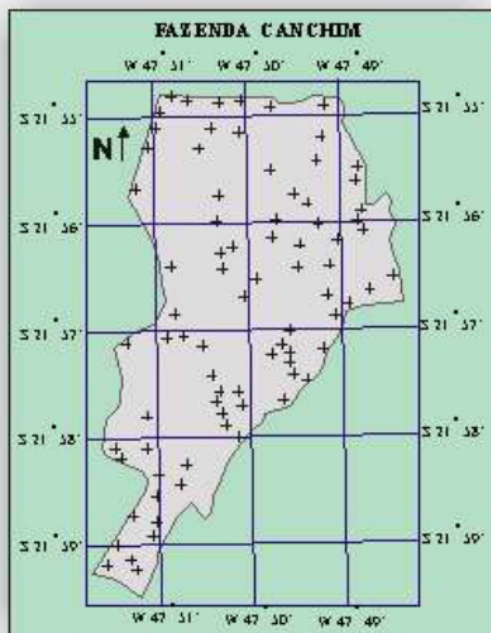 FAZENDA CANCHIM
W 47° 51' W 47° 50' W 47° 49'
S 21° 55' S 21° 55'
N
S 21° 56' S 21° 56'
S 21° 57' S 21° 57'
S 21° 58' S 21° 58'
S 21° 59' S 21° 59'
W 47° 51' W 47° 50' W 47° 49'